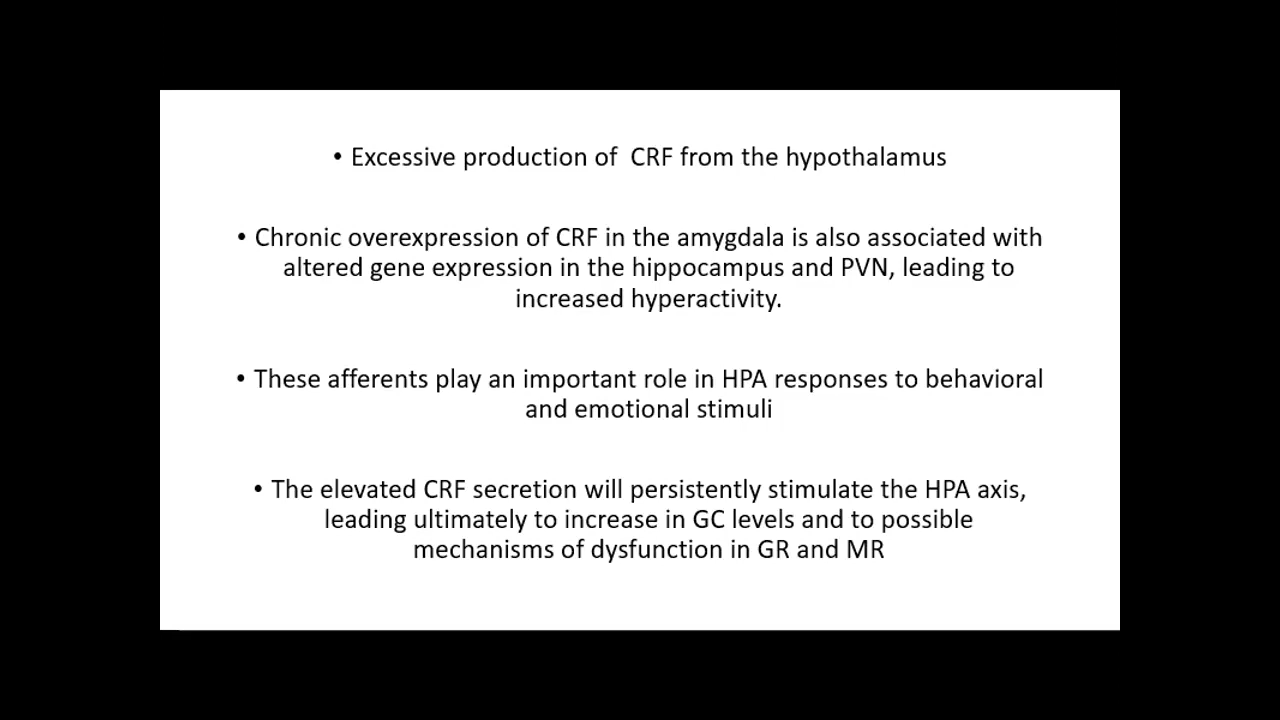 • Excessive production of  CRF from the hypothalamus
• Chronic overexpression of CRF in the amygdala is also associated with
altered gene expression in the hippocampus and PVN, leading to
increased hyperactivity.
• These afferents play an important role in HPA responses to behavioral
and emotional stimuli
• The elevated CRF secretion will persistently stimulate the HPA axis,
leading ultimately to increase in GC levels and to possible
mechanisms of dysfunction in GR and MR